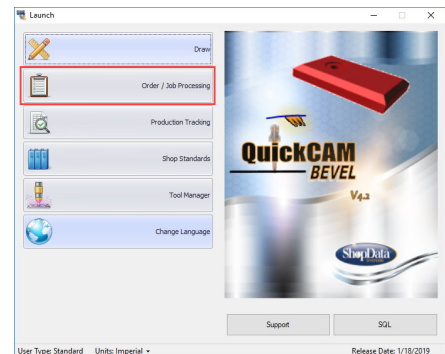 Launch
Draw
Order / Job Processing
Production Tracking
Shop Standards
Tool Manager
Change Language
QuickCAM
BEVEL
V4.2
ShopData
Support
SQL
User Type: Standard Units: Imperial
Release Date: 1/18/2019